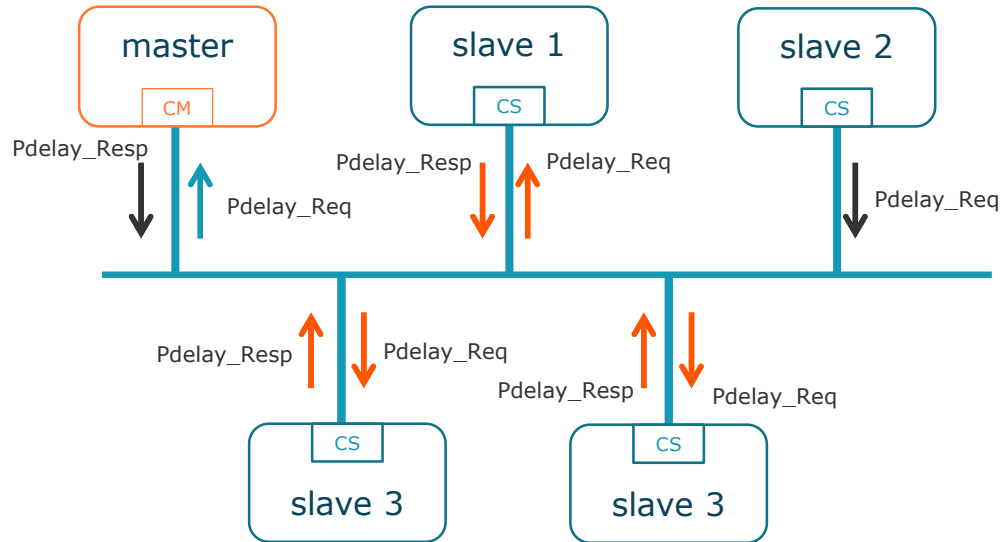 master
slave 1
slave 2
CM
CS
CS
Pdelay_Resp
Pdelay_Req
Pdelay_Resp
Pdelay_Req
Pdelay_Req
Pdelay_Resp
Pdelay_Req
Pdelay_Resp
Pdelay_Req
CS
CS
slave 3
slave 3